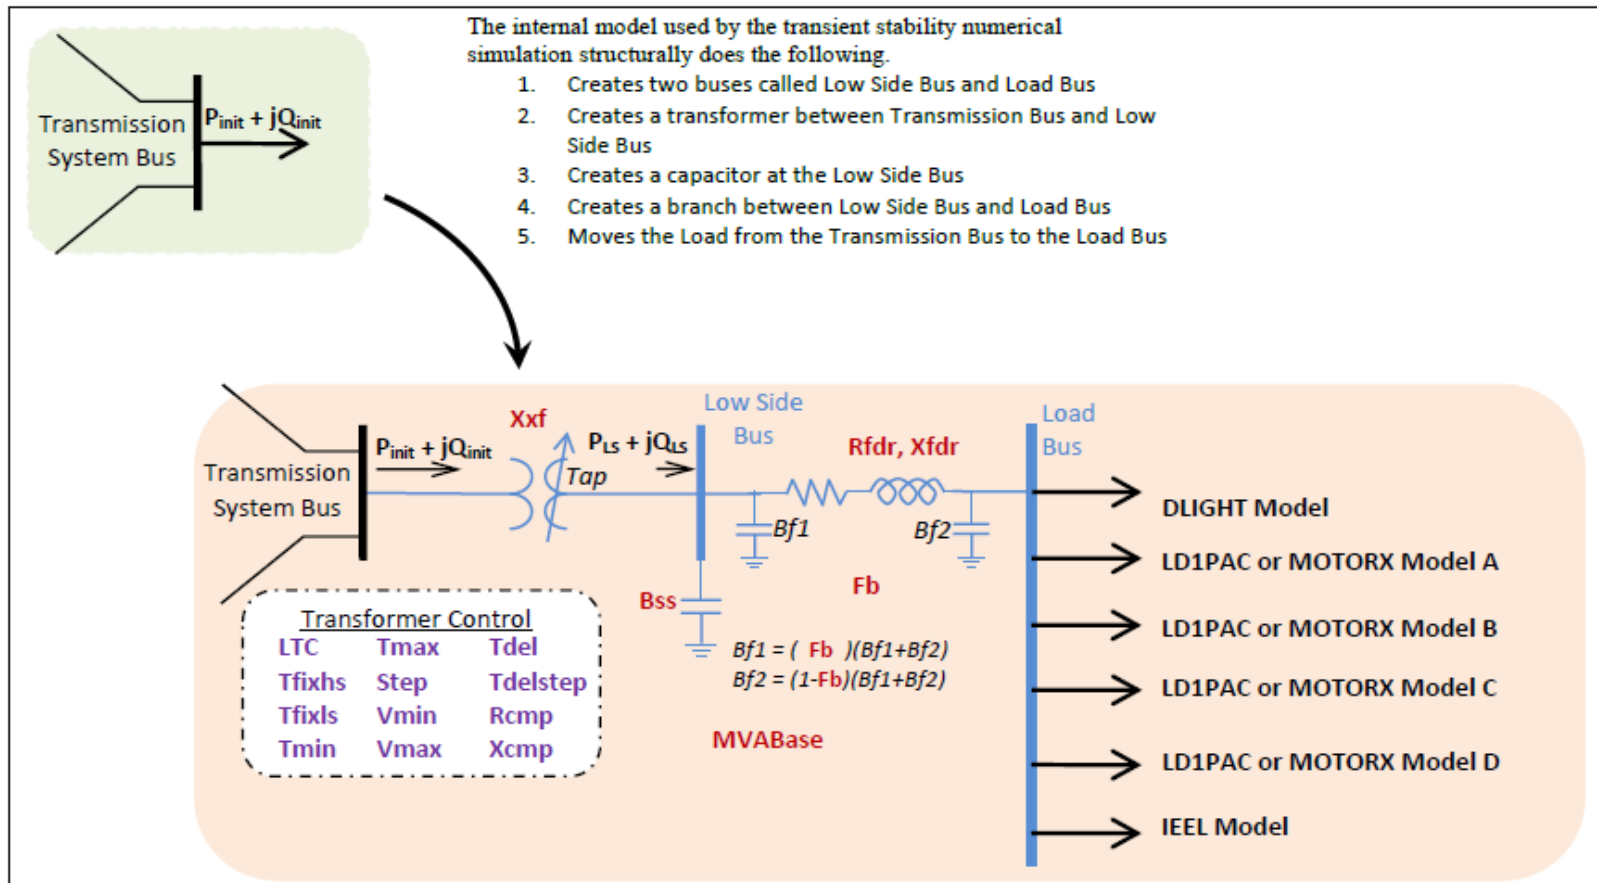 The internal model used by the transient stability numerical
simulation structurally does the following.
1. Creates two buses called Low Side Bus and Load Bus
2. Creates a transformer between Transmission Bus and Low
Side Bus
3. Creates a capacitor at the Low Side Bus
4. Creates a branch between Low Side Bus and Load Bus
5. Moves the Load from the Transmission Bus to the Load Bus
Transmission
System Bus
Pinit + jQinit
Transmission
System Bus
Pinit + jQinit
Xxf
Tap
PLS + jQLS
Low Side
Bus
Rfdr, Xfdr
Load
Bus
Bf1
Bf2
Fb
Bss
Bf1 = ( Fb )(Bf1+Bf2)
Bf2 = (1-Fb)(Bf1+Bf2)
MVABase
Transformer Control
LTC Tmax Tdel
Tfixhs Step Tdelstep
Tfixls Vmin Rcmp
Tmin Vmax Xcmp
DLIGHT Model
LD1PAC or MOTORX Model A
LD1PAC or MOTORX Model B
LD1PAC or MOTORX Model C
LD1PAC or MOTORX Model D
IEEL Model